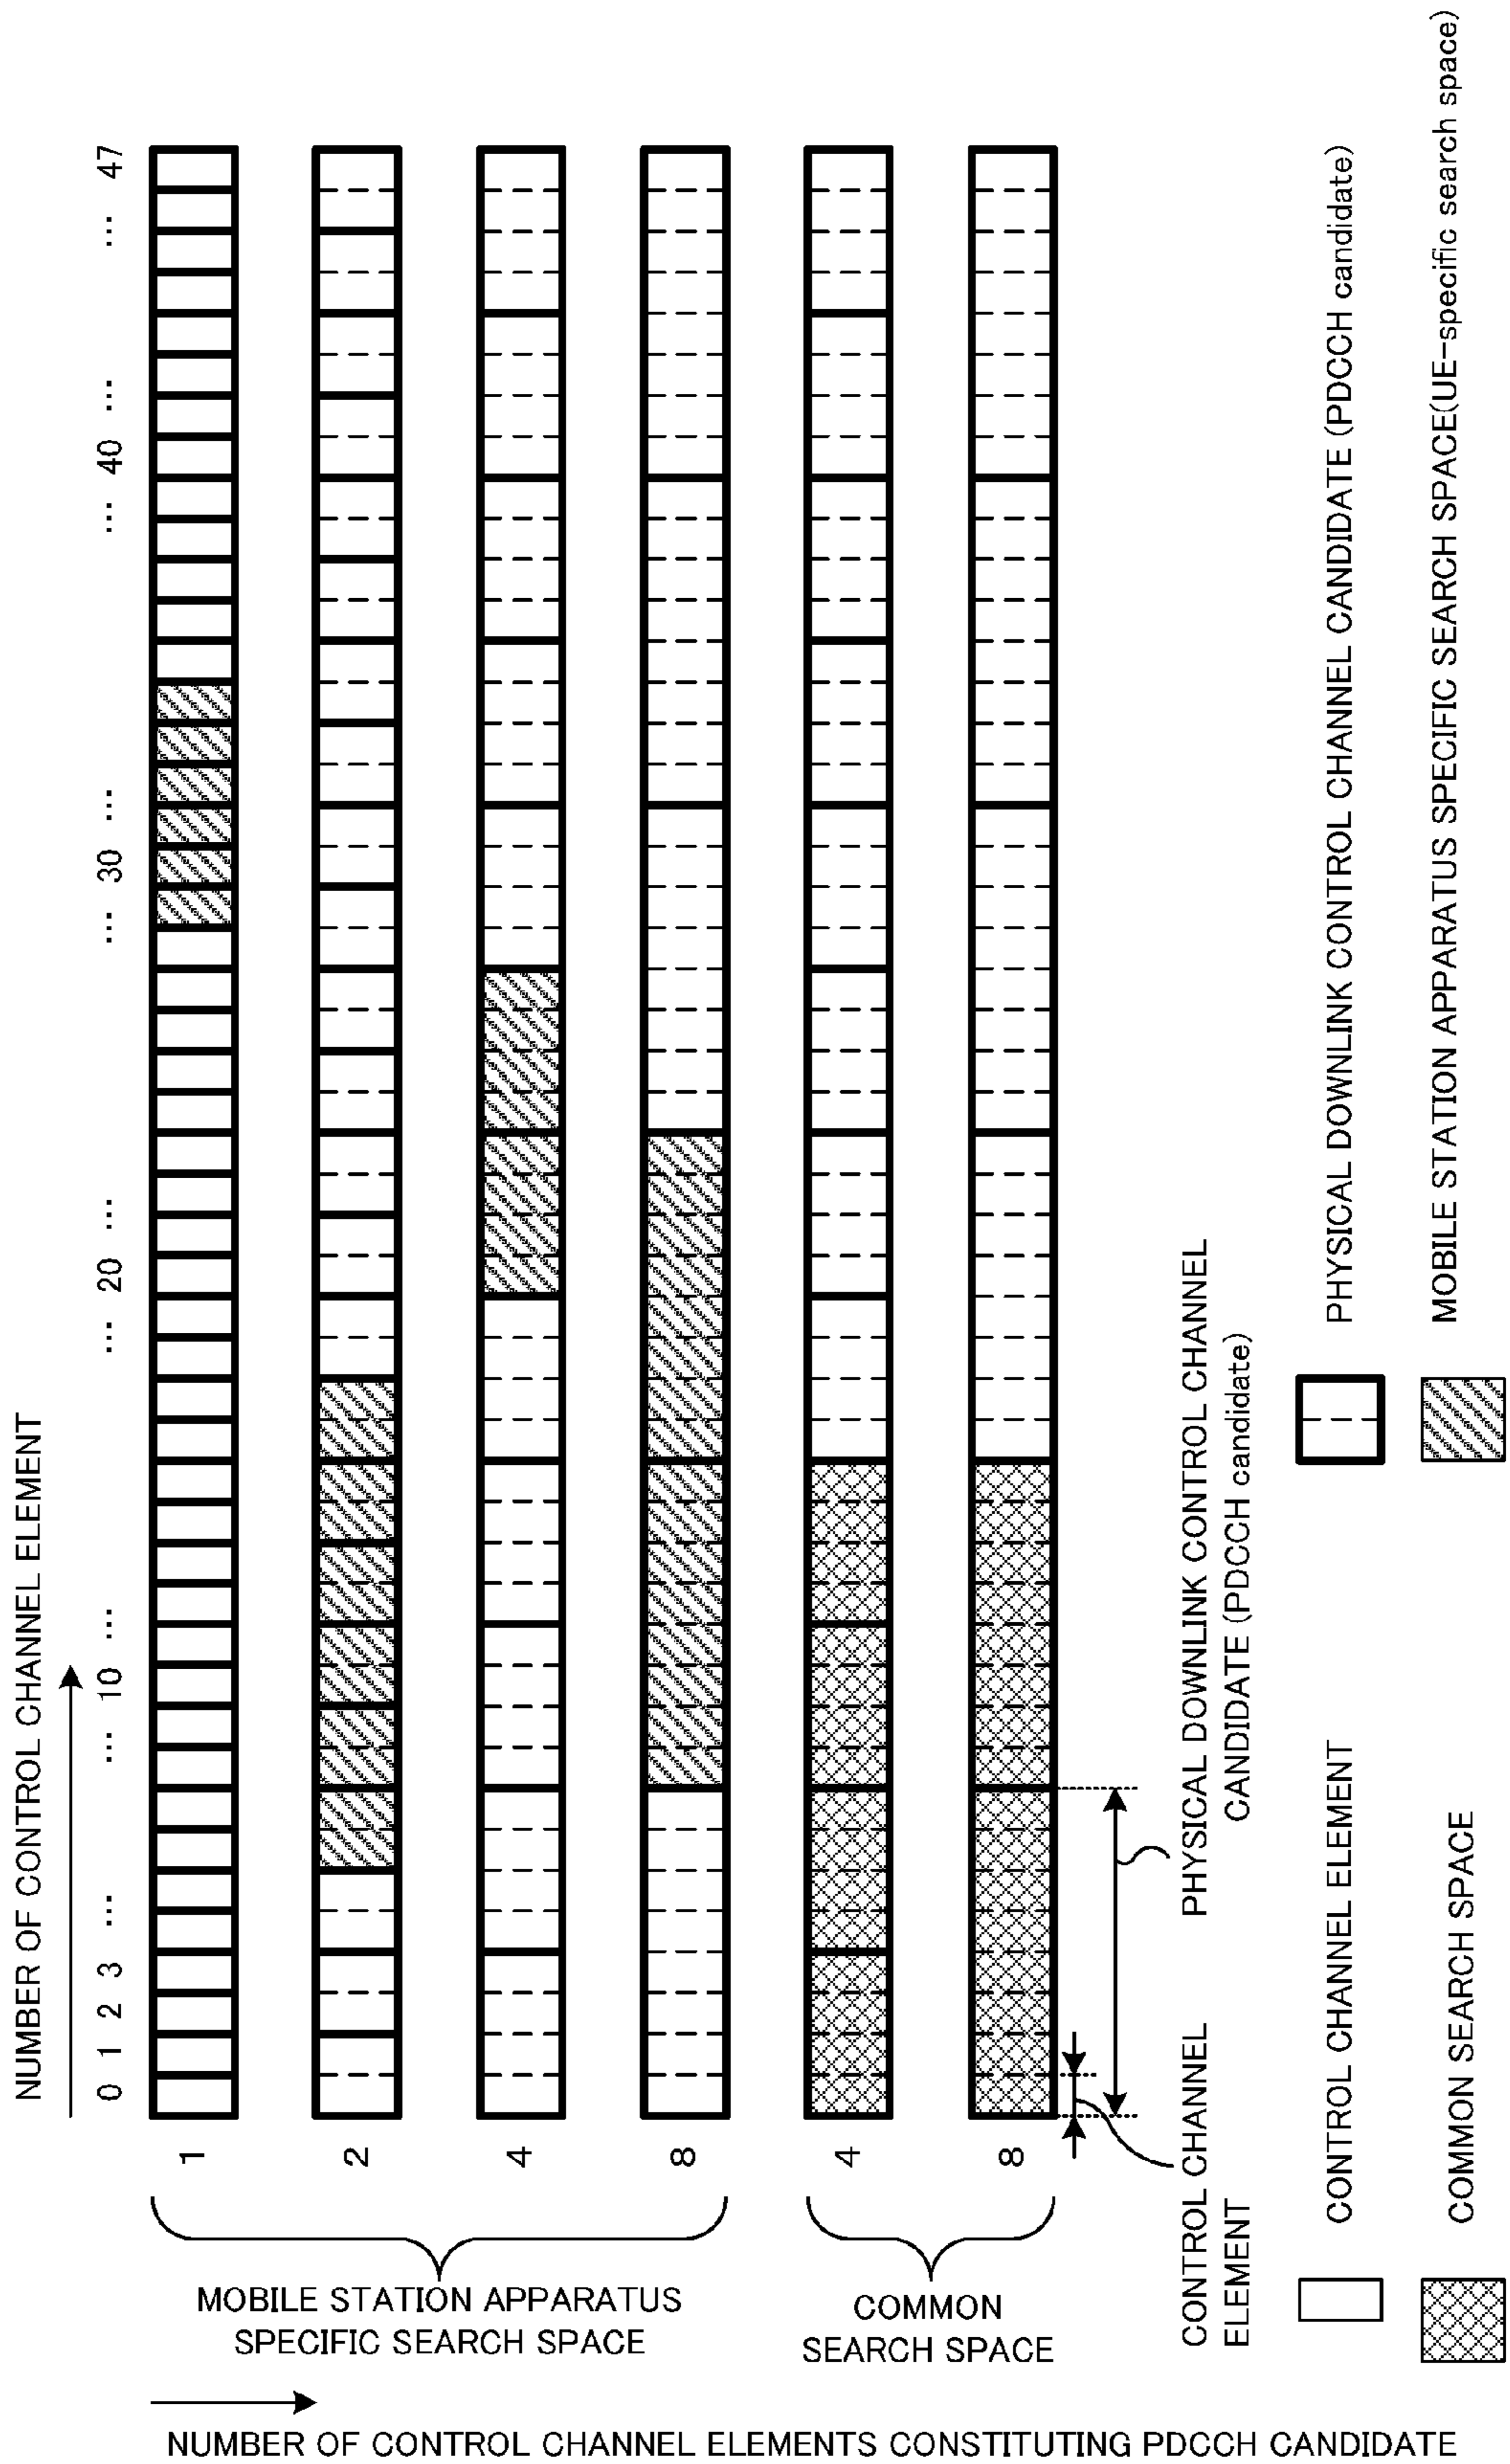 NUMBER OF CONTROL CHANNEL ELEMENT
0 1 2 3 ... ... 10 ... ... 20 ... ... 30 ... ... 40 ... ... 47
1
2
4
8
4
8
MOBILE STATION APPARATUS
SPECIFIC SEARCH SPACE
COMMON
SEARCH SPACE
NUMBER OF CONTROL CHANNEL ELEMENTS CONSTITUTING PDCCH CANDIDATE
CONTROL CHANNEL
ELEMENT
PHYSICAL DOWNLINK CONTROL CHANNEL
CANDIDATE (PDCCH candidate)
CONTROL CHANNEL ELEMENT
PHYSICAL DOWNLINK CONTROL CHANNEL CANDIDATE (PDCCH candidate)
COMMON SEARCH SPACE
MOBILE STATION APPARATUS SPECIFIC SEARCH SPACE(UE-specific search space)